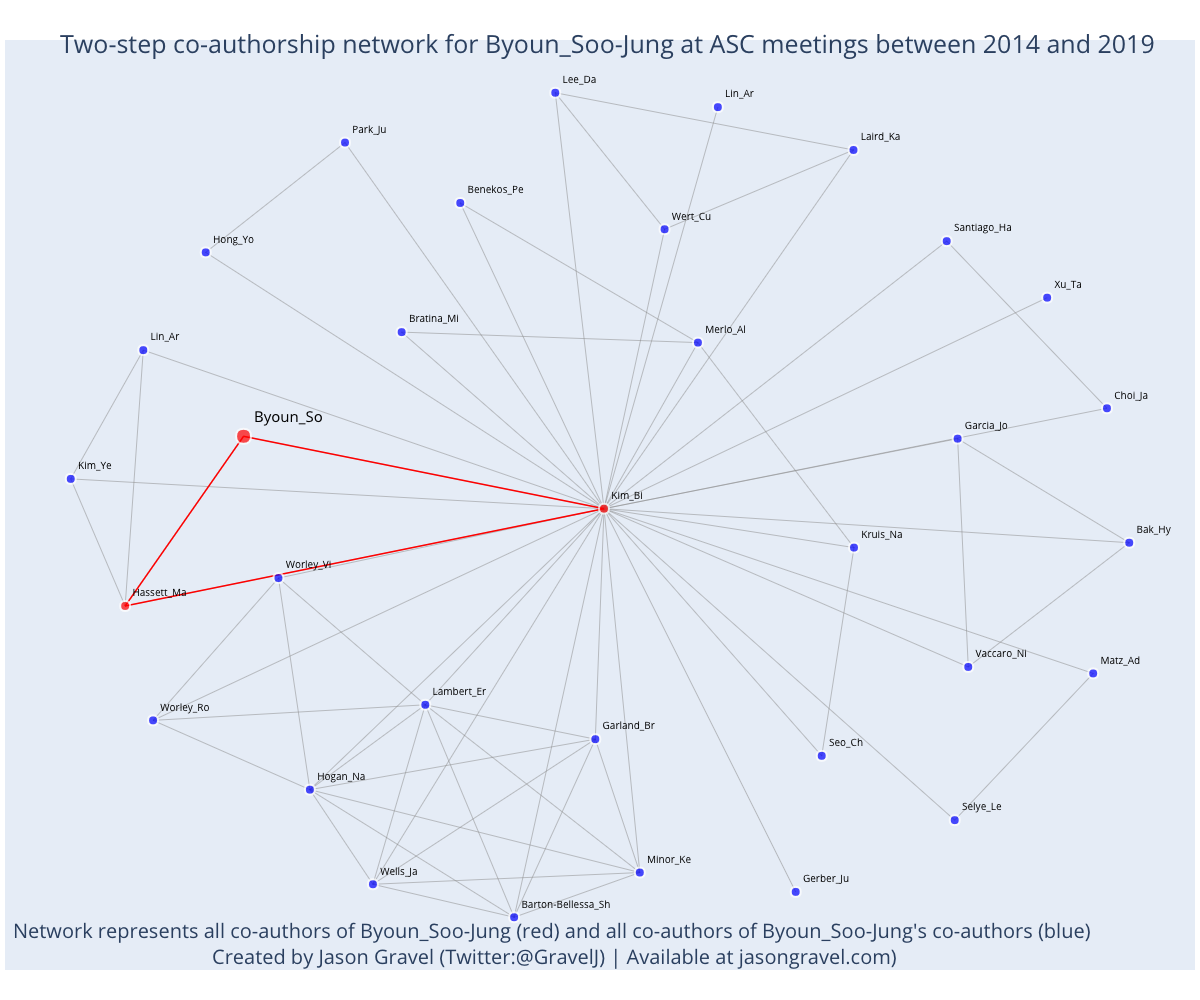 Two-step co-authorship network for Byoun_Soo-Jung at ASC meetings between 2014 and 2019
Lee_Da
Lin_Ar
Park_Ju
Laird_Ka
Benekos_Pe
Wert_Cu
Santiago_Ha
Hong_Yo
Xu_Ta
Bratina_Mi
Merlo_Al
Lin_Ar
Choi_Ja
Byoun_So
Garcia_Jo
Kim_Ye
Kim_Bi
Bak_Hy
Kruis_Na
Worley_Vi
Hassett_Ma
Vaccaro_Ni
Matz_Ad
Lambert_Er
Worley_Ro
Garland_Br
Seo_Ch
Hogan_Na
Selye_Le
Minor_Ke
Wells_Ja
Gerber_Ju
Barton-Bellessa_Sh
Network represents all co-authors of Byoun_Soo-Jung (red) and all co-authors of Byoun_Soo-Jung's co-authors (blue)
Created by Jason Gravel (Twitter:@GravelJ) | Available at jasongravel.com)